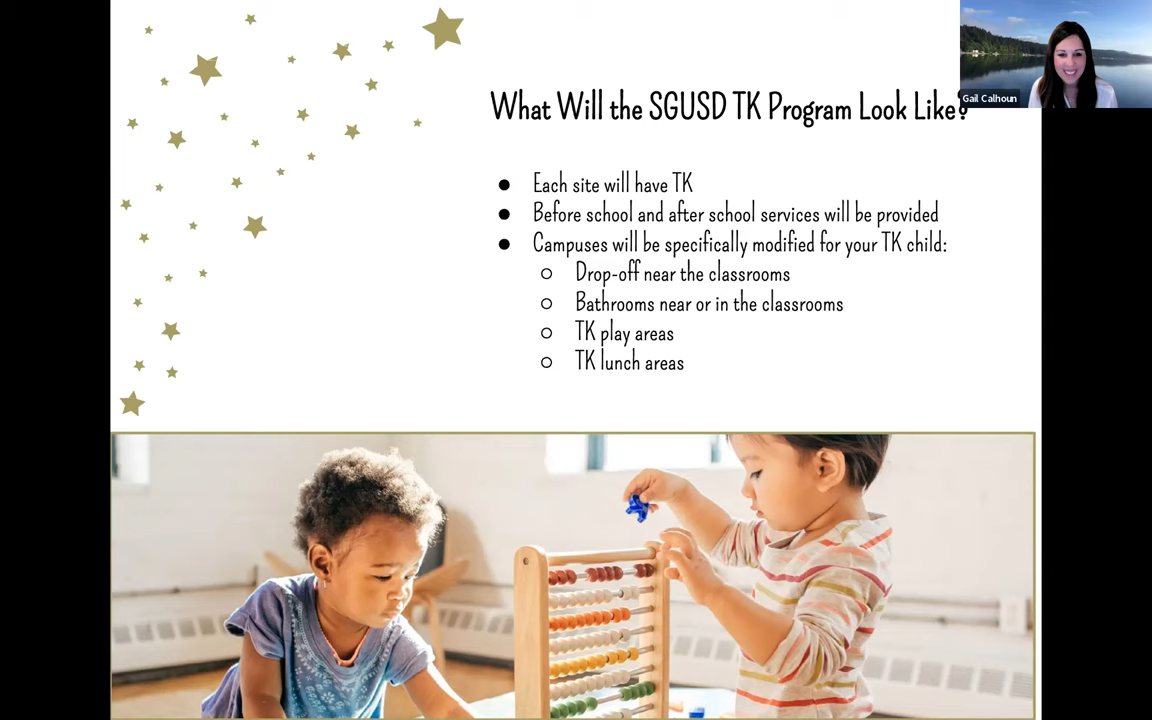 What Will the SGUSD TK Program Look Like?
Gail Calhoun
● Each site will have TK
● Before school and after school services will be provided
● Campuses will be specifically modified for your TK child:
○ Drop-off near the classrooms
○ Bathrooms near or in the classrooms
○ TK play areas
○ TK lunch areas